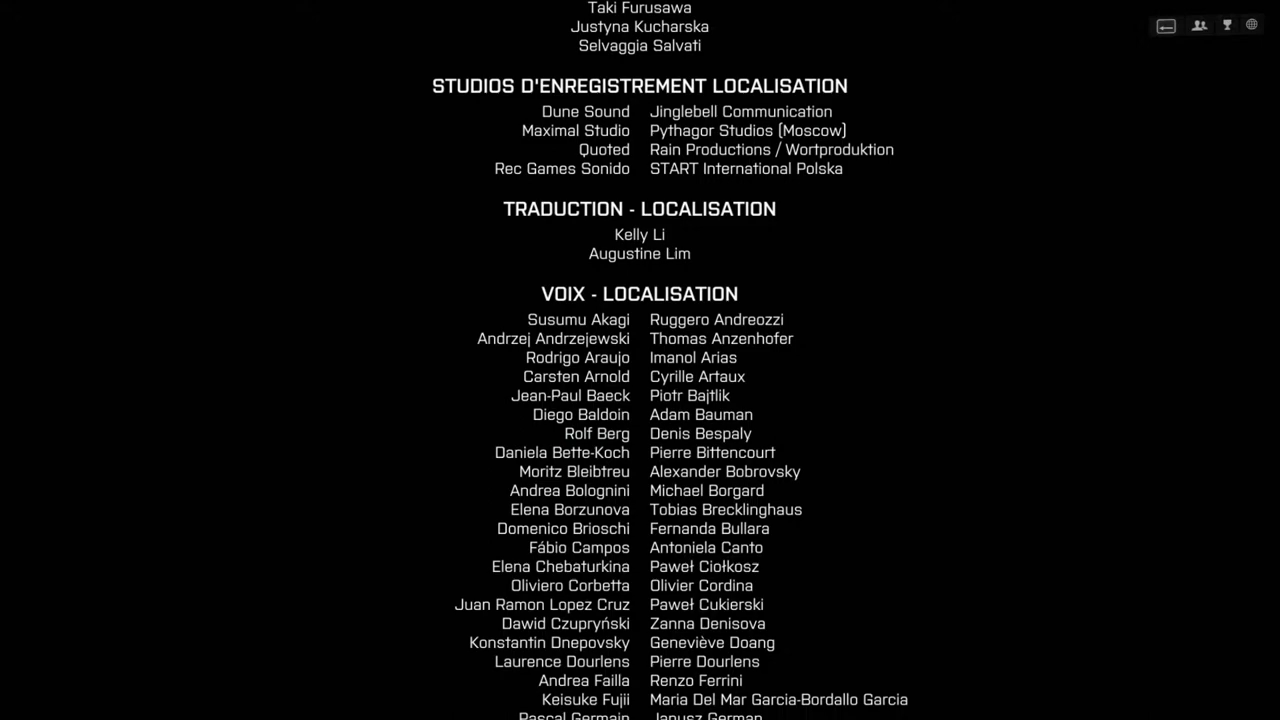 Taki Furusawa
Justyna Kucharska
Selvaggia Salvati
STUDIOS D'ENREGISTREMENT LOCALISATION
Dune Sound Jinglebell Communication
Maximal Studio Pythagor Studios (Moscow)
Quoted Rain Productions / Wortproduktion
Rec Games Sonido START International Polska
TRADUCTION - LOCALISATION
Kelly Li
Augustine Lim
VOIX - LOCALISATION
Susumu Akagi Ruggero Andreozzi
Andrzej Andrzejewski Thomas Anzenhofer
Rodrigo Araujo Imanol Arias
Carsten Arnold Cyrille Artaux
Jean-Paul Baeck Piotr Bajtlik
Diego Baldoin Adam Bauman
Rolf Berg Denis Bespaly
Daniela Bette-Koch Pierre Bittencourt
Moritz Bleibtreu Alexander Bobrovsky
Andrea Bolognini Michael Borgard
Elena Borzunova Tobias Brecklinghaus
Domenico Brioschi Fernanda Bullara
Fábio Campos Antoniela Canto
Elena Chebaturkina Paweł Ciołkosz
Oliviero Corbetta Olivier Cordina
Juan Ramon Lopez Cruz Paweł Cukierski
Dawid Czupryński Zanna Denisova
Konstantin Dnepovsky Geneviève Doang
Laurence Dourlens Pierre Dourlens
Andrea Failla Renzo Ferrini
Keisuke Fujii Maria Del Mar Garcia-Bordallo Garcia
Pascal Germain Janusz German